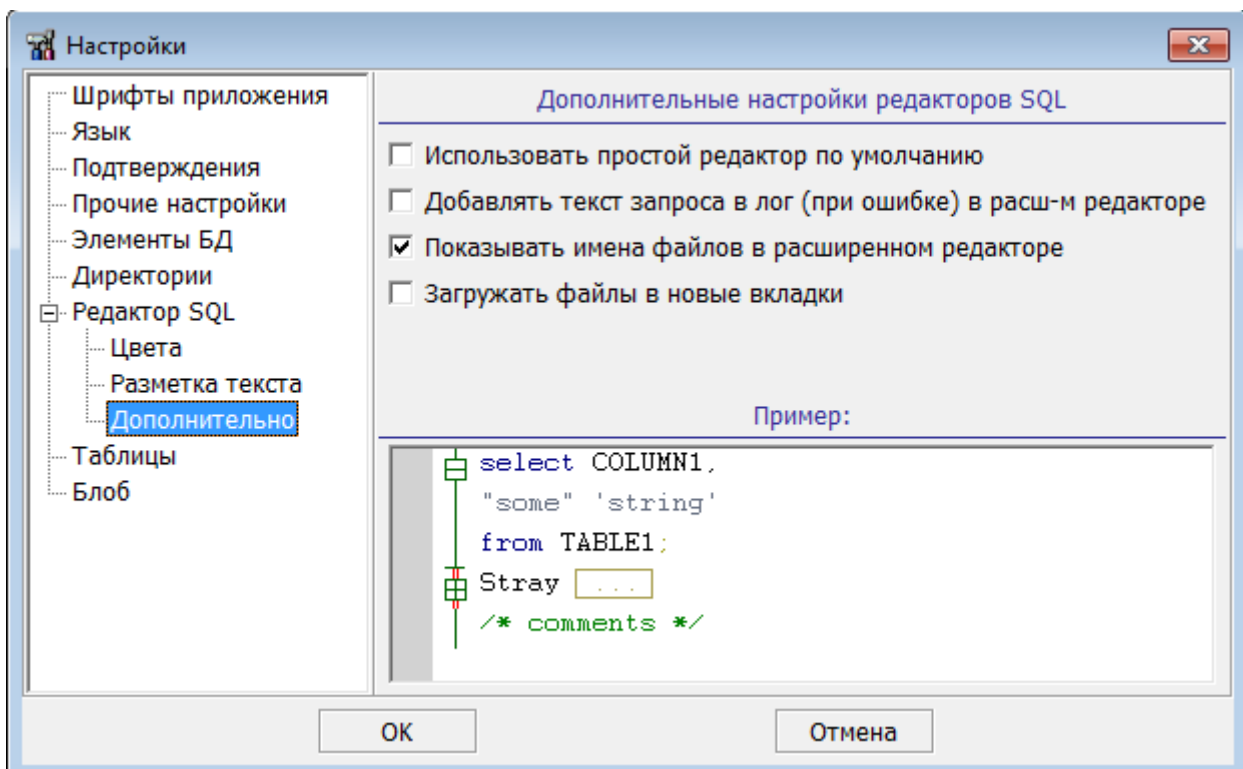 Настройки
Шрифты приложения
Язык
Подтверждения
Прочие настройки
Элементы БД
Директории
Редактор SQL
Цвета
Разметка текста
Дополнительно
Таблицы
Блоб
Дополнительные настройки редакторов SQL
Использовать простой редактор по умолчанию
Добавлять текст запроса в лог (при ошибке) в расш-м редакторе
Показывать имена файлов в расширенном редакторе
Загружать файлы в новые вкладки
Пример:
select COLUMN1,
"some" 'string'
from TABLE1;
Stray ...
/* comments */
OK
Отмена